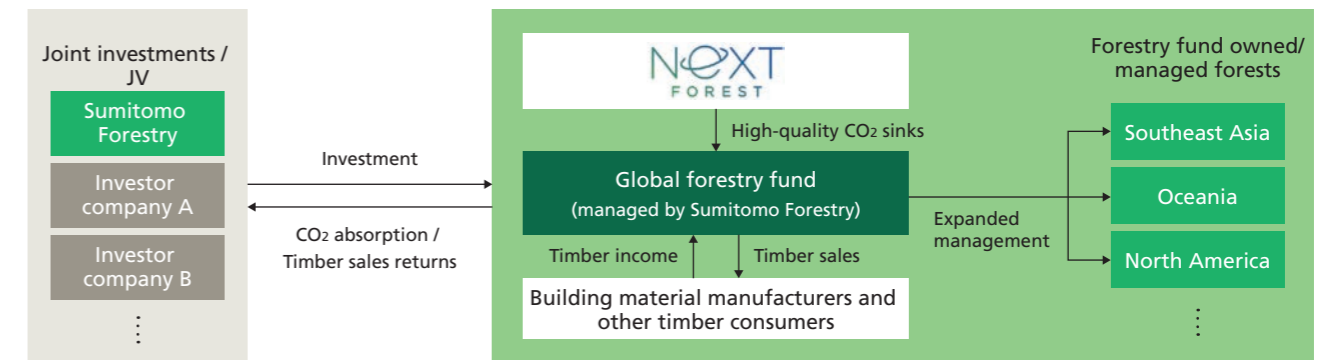 Joint investments /
JV
Sumitomo
Forestry
Investor
company A
Investor
company B
Investment
CO2 absorption /
Timber sales returns
NEXT
FOREST
High-quality CO2 sinks
Global forestry fund
(managed by Sumitomo Forestry)
Timber income
Timber sales
Building material manufacturers and
other timber consumers
Expanded
management
Forestry fund owned/
managed forests
Southeast Asia
Oceania
North America